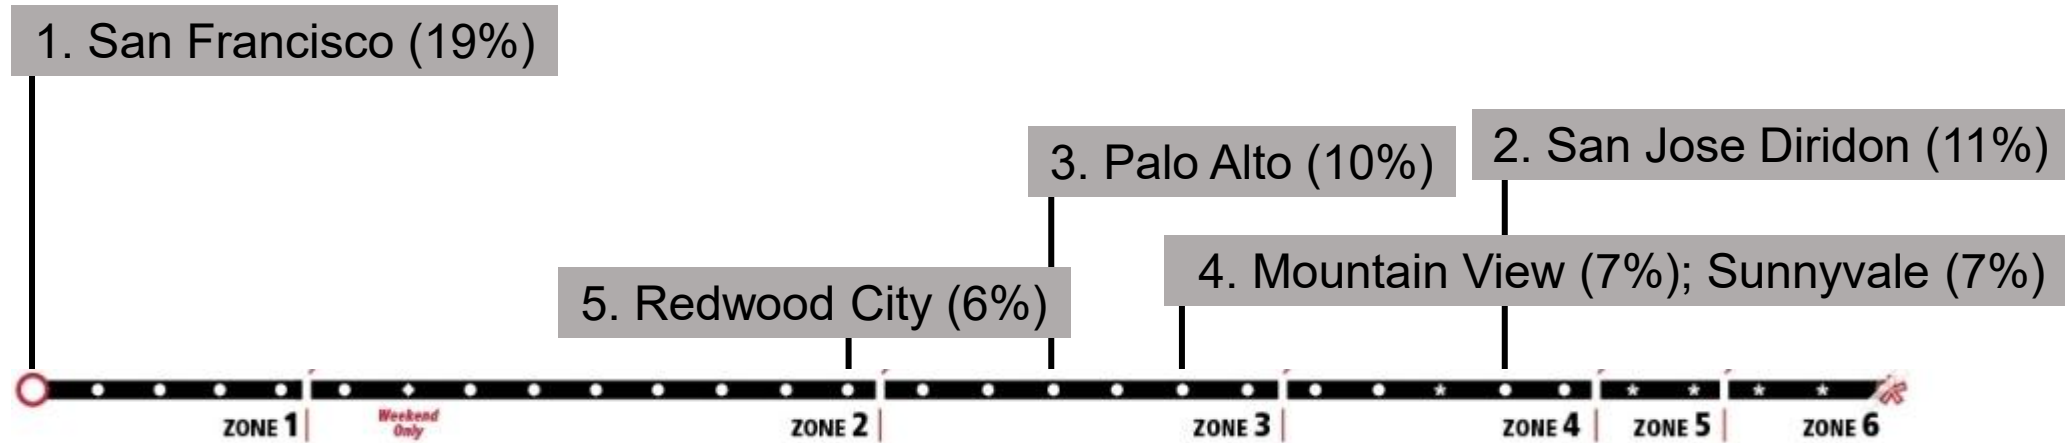 1. San Francisco (19%)
2. San Jose Diridon (11%)
3. Palo Alto (10%)
4. Mountain View (7%); Sunnyvale (7%)
5. Redwood City (6%)
ZONE 1
Weekend
Only
ZONE 2
ZONE 3
ZONE 4
ZONE 5
ZONE 6